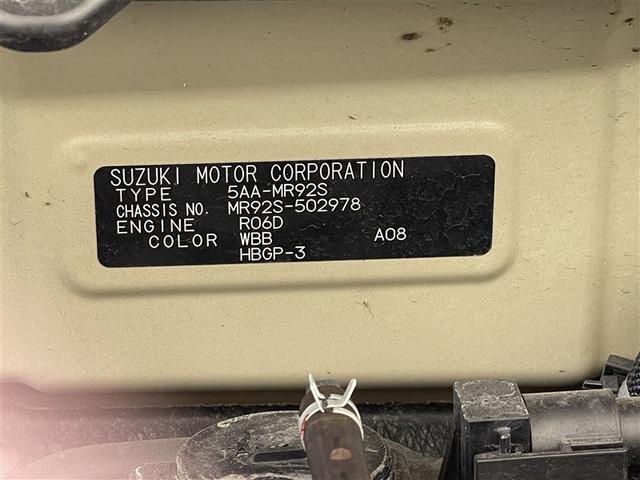 SUZUKI MOTOR CORPORATION
TYPE 5AA-MR92S
CHASSIS NO. MR92S-502978
ENGINE R06D
COLOR WBB A08
HBGP-3